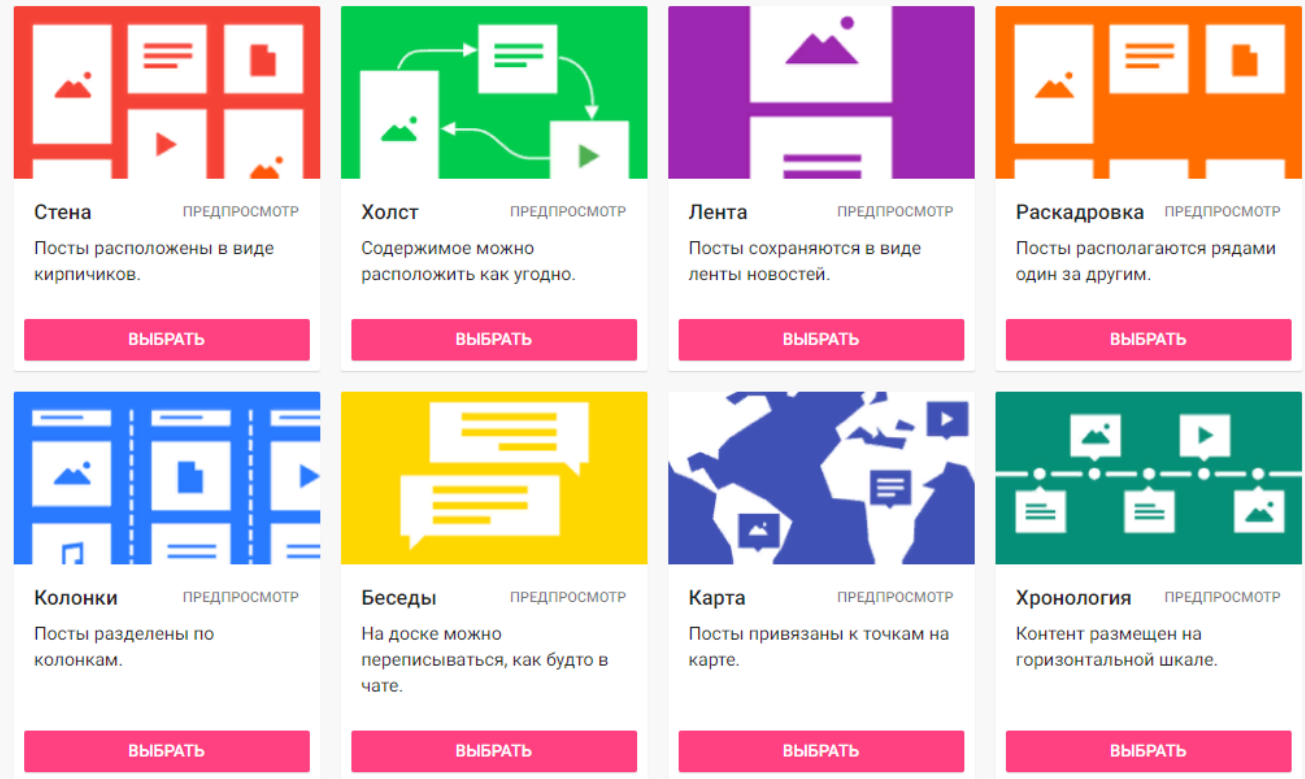 Стена ПРЕДПРОСМОТР
Посты расположены в виде
кирпичиков.
ВЫБРАТЬ
Холст ПРЕДПРОСМОТР
Содержимое можно
расположить как угодно.
ВЫБРАТЬ
Лента ПРЕДПРОСМОТР
Посты сохраняются в виде
ленты новостей.
ВЫБРАТЬ
Раскадровка ПРЕДПРОСМОТР
Посты располагаются рядами
один за другим.
ВЫБРАТЬ
Колонки ПРЕДПРОСМОТР
Посты разделены по
колонкам.
ВЫБРАТЬ
Беседы ПРЕДПРОСМОТР
На доске можно
переписываться, как будто в
чате.
ВЫБРАТЬ
Карта ПРЕДПРОСМОТР
Посты привязаны к точкам на
карте.
ВЫБРАТЬ
Хронология ПРЕДПРОСМОТР
Контент размещен на
горизонтальной шкале.
ВЫБРАТЬ